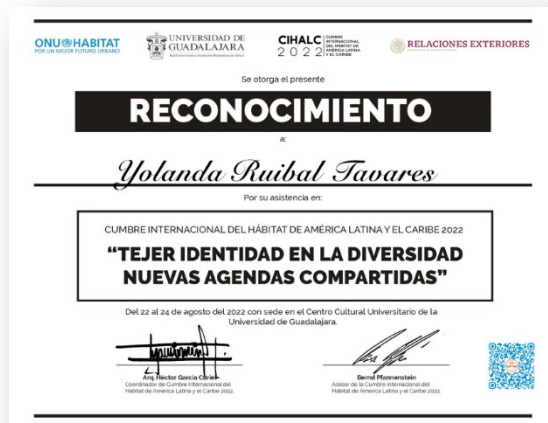 ONU HABITAT
POR UN MEJOR FUTURO URBANO
UNIVERSIDAD DE
GUADALAJARA
CIHALC
2022
CUMBRE
INTERNACIONAL
DEL HÁBITAT DE
AMÉRICA LATINA
Y EL CARIBE
RELACIONES EXTERIORES
Se otorga el presente
RECONOCIMIENTO
a:
Yolanda Ruibal Tavares
Por su asistencia en:
CUMBRE INTERNACIONAL DEL HÁBITAT DE AMÉRICA LATINA Y EL CARIBE 2022
“TEJER IDENTIDAD EN LA DIVERSIDAD
NUEVAS AGENDAS COMPARTIDAS”
Del 22 al 24 de agosto del 2022 con sede en el Centro Cultural Universitario de la
Universidad de Guadalajara.
Arq. Héctor García Curiel
Coordinador de Cumbre Internacional del
Hábitat de América Latina y el Caribe 2022.
Bernd Pfannenstein
Asesor de la Cumbre Internacional del
Hábitat de América Latina y el Caribe 2022.